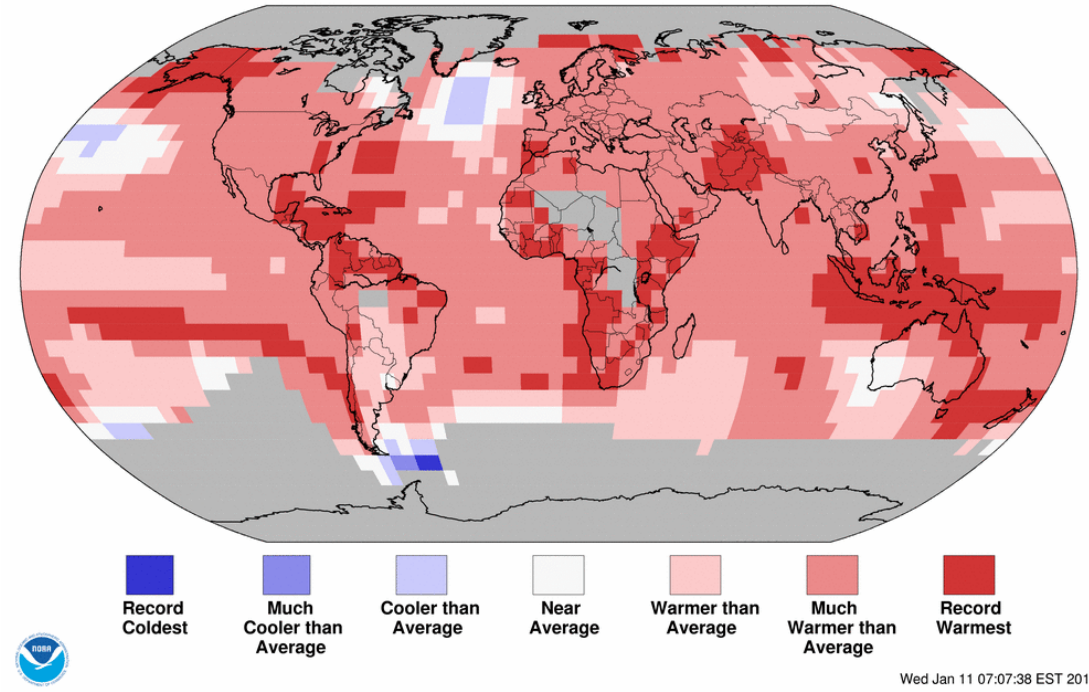 Record
Coldest
Much
Cooler than
Average
Cooler than
Average
Near
Average
Warmer than
Average
Much
Warmer than
Average
Record
Warmest
NOAA
Wed Jan 11 07:07:38 EST 201